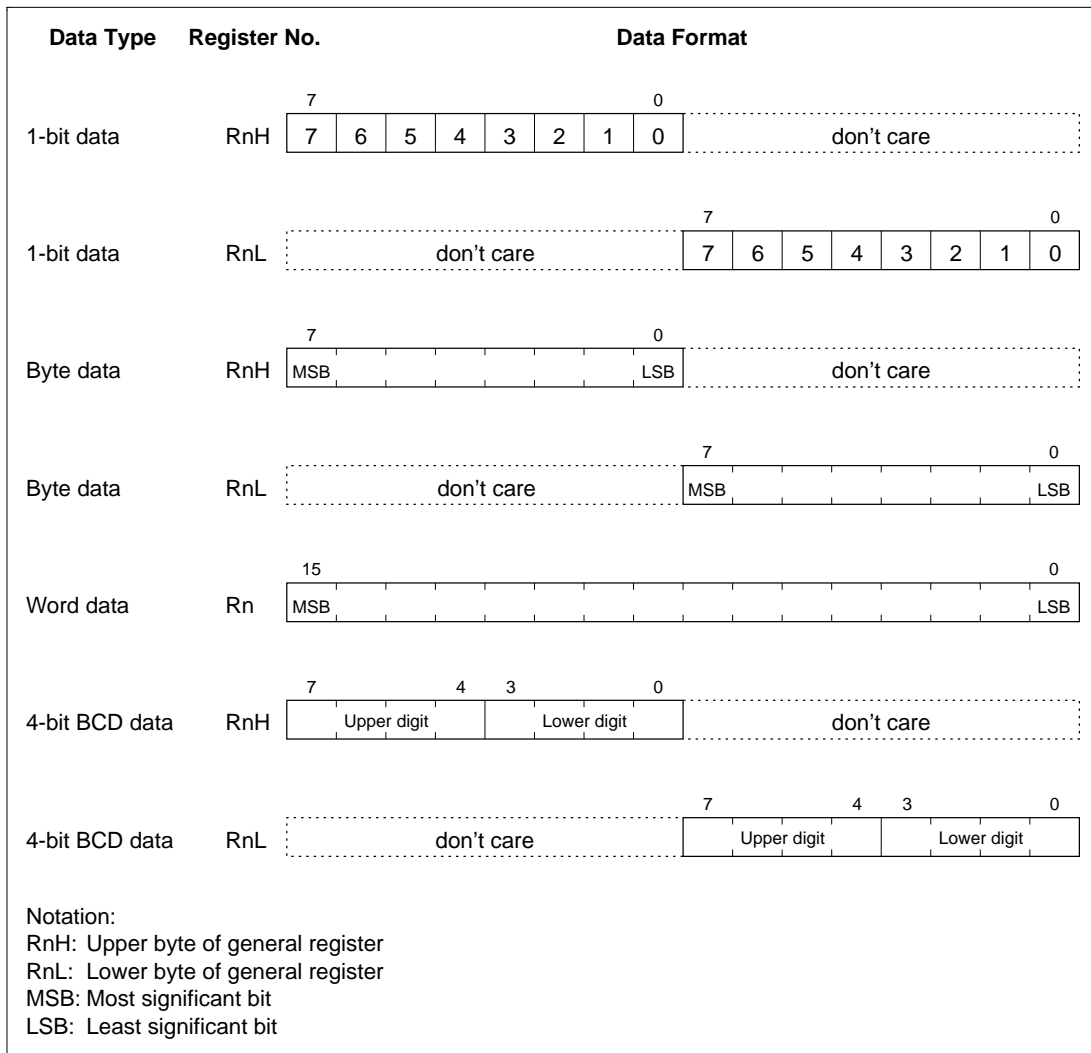 Data Type Register No. Data Format
7 0
1-bit data RnH 7 6 5 4 3 2 1 0 don't care
7 0
1-bit data RnL don't care 7 6 5 4 3 2 1 0
7 0
Byte data RnH MSB LSB don't care
7 0
Byte data RnL don't care MSB LSB
15 0
Word data Rn MSB LSB
7 4 3 0
4-bit BCD data RnH Upper digit Lower digit don't care
7 4 3 0
4-bit BCD data RnL don't care Upper digit Lower digit
Notation:
RnH: Upper byte of general register
RnL: Lower byte of general register
MSB: Most significant bit
LSB: Least significant bit